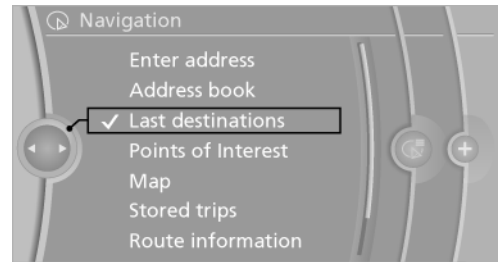 Navigation
Enter address
Address book
Last destinations
Points of Interest
Map
Stored trips
Route information